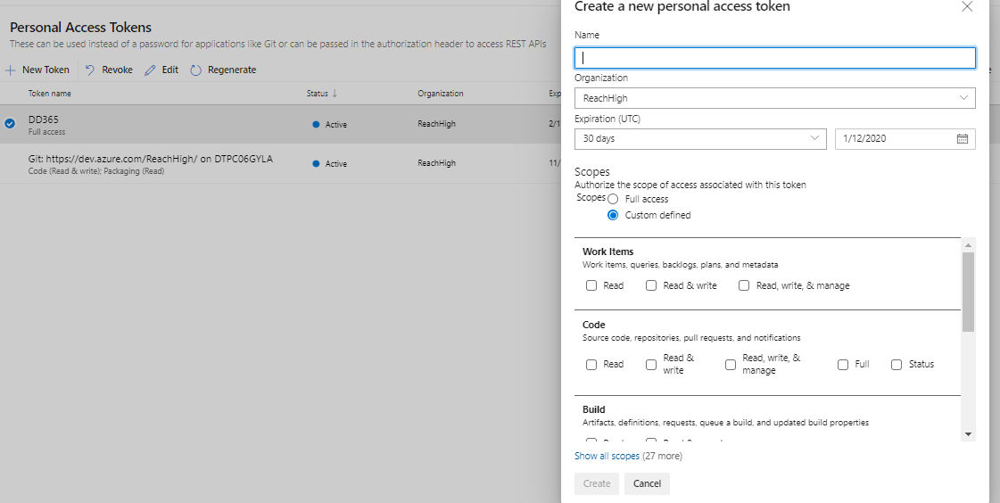 Personal Access Tokens
These can be used instead of a password for applications like Git or can be passed in the authorization header to access REST APIs
New Token Revoke Edit Regenerate
Token name Status ↓ Organization Exp
DD365 Active ReachHigh 2/1
Full access
Git: https://dev.azure.com/ReachHigh/ on DTPC06GYLA Active ReachHigh 11/
Code (Read & write); Packaging (Read)
Create a new personal access token
Name
Organization
ReachHigh
Expiration (UTC)
30 days 1/12/2020
Scopes
Authorize the scope of access associated with this token
Scopes Full access
Custom defined
Work Items
Work items, queries, backlogs, plans, and metadata
Read Read & write Read, write, & manage
Code
Source code, repositories, pull requests, and notifications
Read Read & write Read, write, & manage Full Status
Build
Artifacts, definitions, requests, queue a build, and updated build properties
Show all scopes (27 more)
Create Cancel